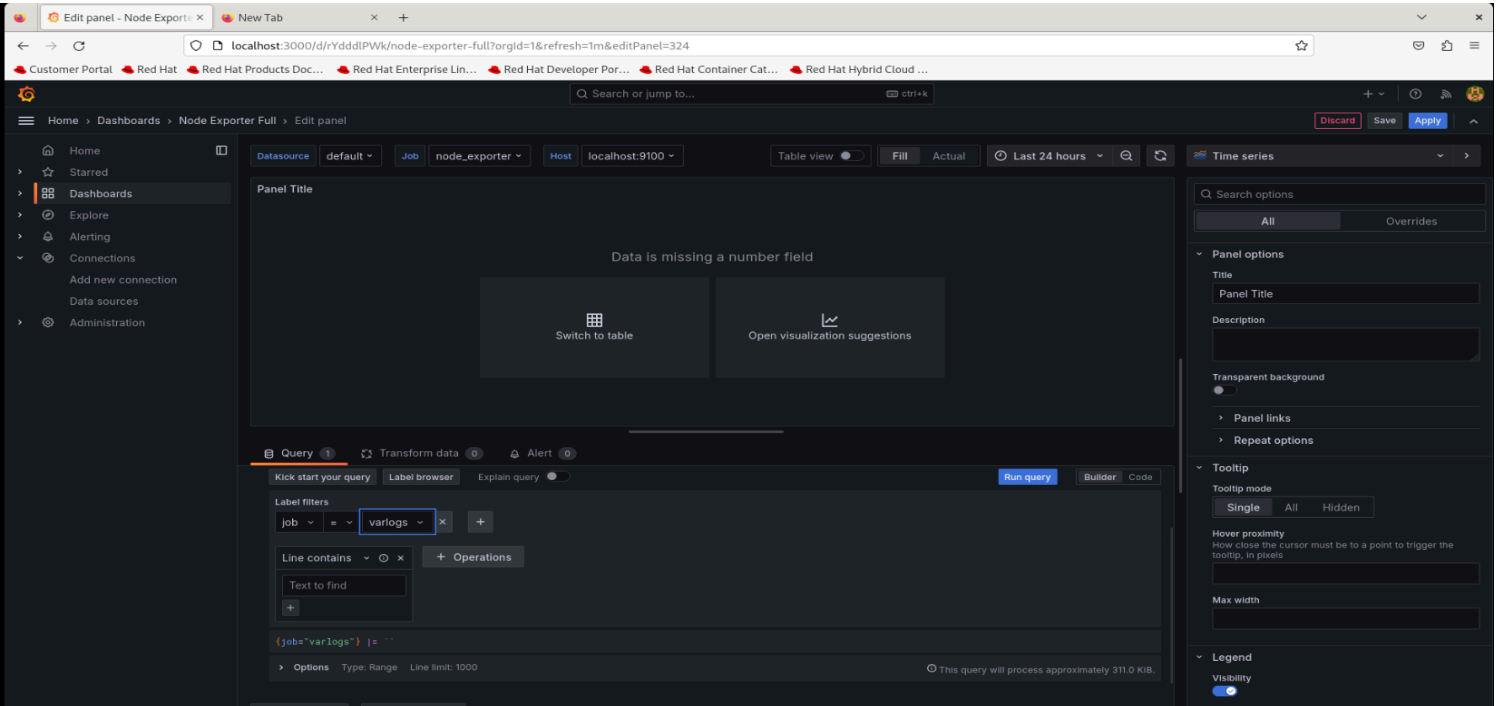 Edit panel - Node Exporte
New Tab
localhost:3000/d/rYdddlPWk/node-exporter-full?orgId=1&refresh=1m&editPanel=324
Customer Portal Red Hat Red Hat Products Doc... Red Hat Enterprise Lin... Red Hat Developer Por... Red Hat Container Cat... Red Hat Hybrid Cloud ...
Search or jump to... ctrl+k
Home › Dashboards › Node Exporter Full › Edit panel
Discard Save Apply
Home
Starred
Dashboards
Explore
Alerting
Connections
Add new connection
Data sources
Administration
Datasource default Job node_exporter Host localhost:9100 Table view Fill Actual Last 24 hours
Panel Title
Data is missing a number field
Switch to table
Open visualization suggestions
Query 1 Transform data 0 Alert 0
Kick start your query Label browser Explain query Run query Builder Code
Label filters
job = varlogs × +
Line contains × + Operations
Text to find
+
{job="varlogs"} |= ``
Options Type: Range Line limit: 1000 This query will process approximately 311.0 KiB.
Time series
Search options
All Overrides
Panel options
Title
Panel Title
Description
Transparent background
Panel links
Repeat options
Tooltip
Tooltip mode
Single All Hidden
Hover proximity
How close the cursor must be to a point to trigger the
tooltip, in pixels
Max width
Legend
Visibility